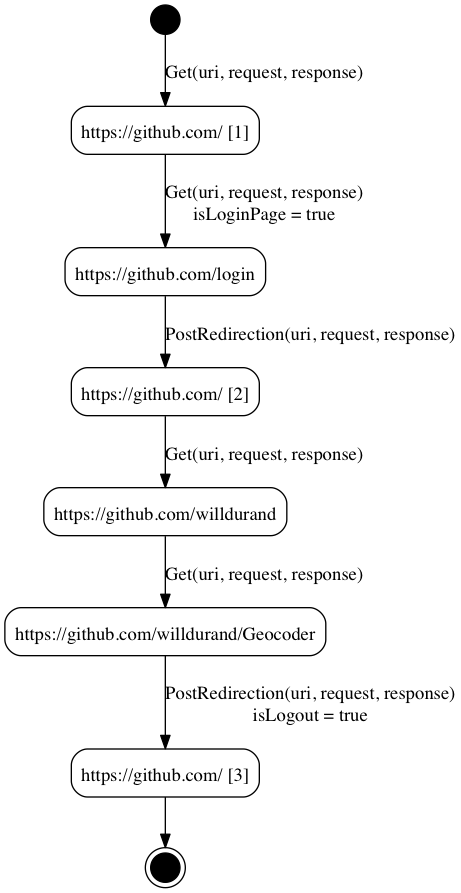 Get(uri, request, response)
https://github.com/ [1]
Get(uri, request, response)
isLoginPage = true
https://github.com/login
PostRedirection(uri, request, response)
https://github.com/ [2]
Get(uri, request, response)
https://github.com/willdurand
Get(uri, request, response)
https://github.com/willdurand/Geocoder
PostRedirection(uri, request, response)
isLogout = true
https://github.com/ [3]